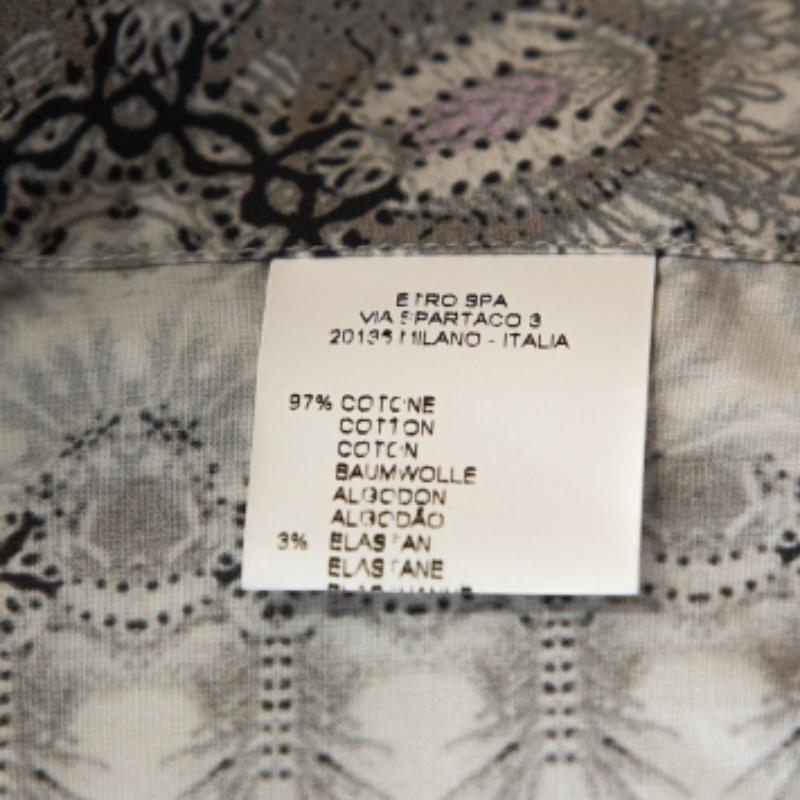 ETRO SPA
VIA SPARTACO 3
20135 MILANO - ITALIA
97% COTONE
COTTON
COTON
BAUMWOLLE
ALGODON
ALGODÃO
3% ELASTAN
ELASTANE